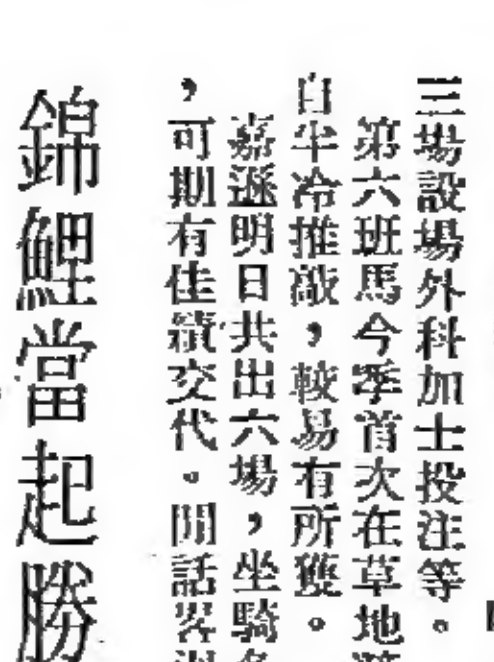 三場設場外科加士投注等。
第六班馬今季首次在草地
自半冷推敲,較易有所獲。
嘉遜明日共出六場,坐騎
,可期有佳績交代。閒話畧
錦鯉當起勝